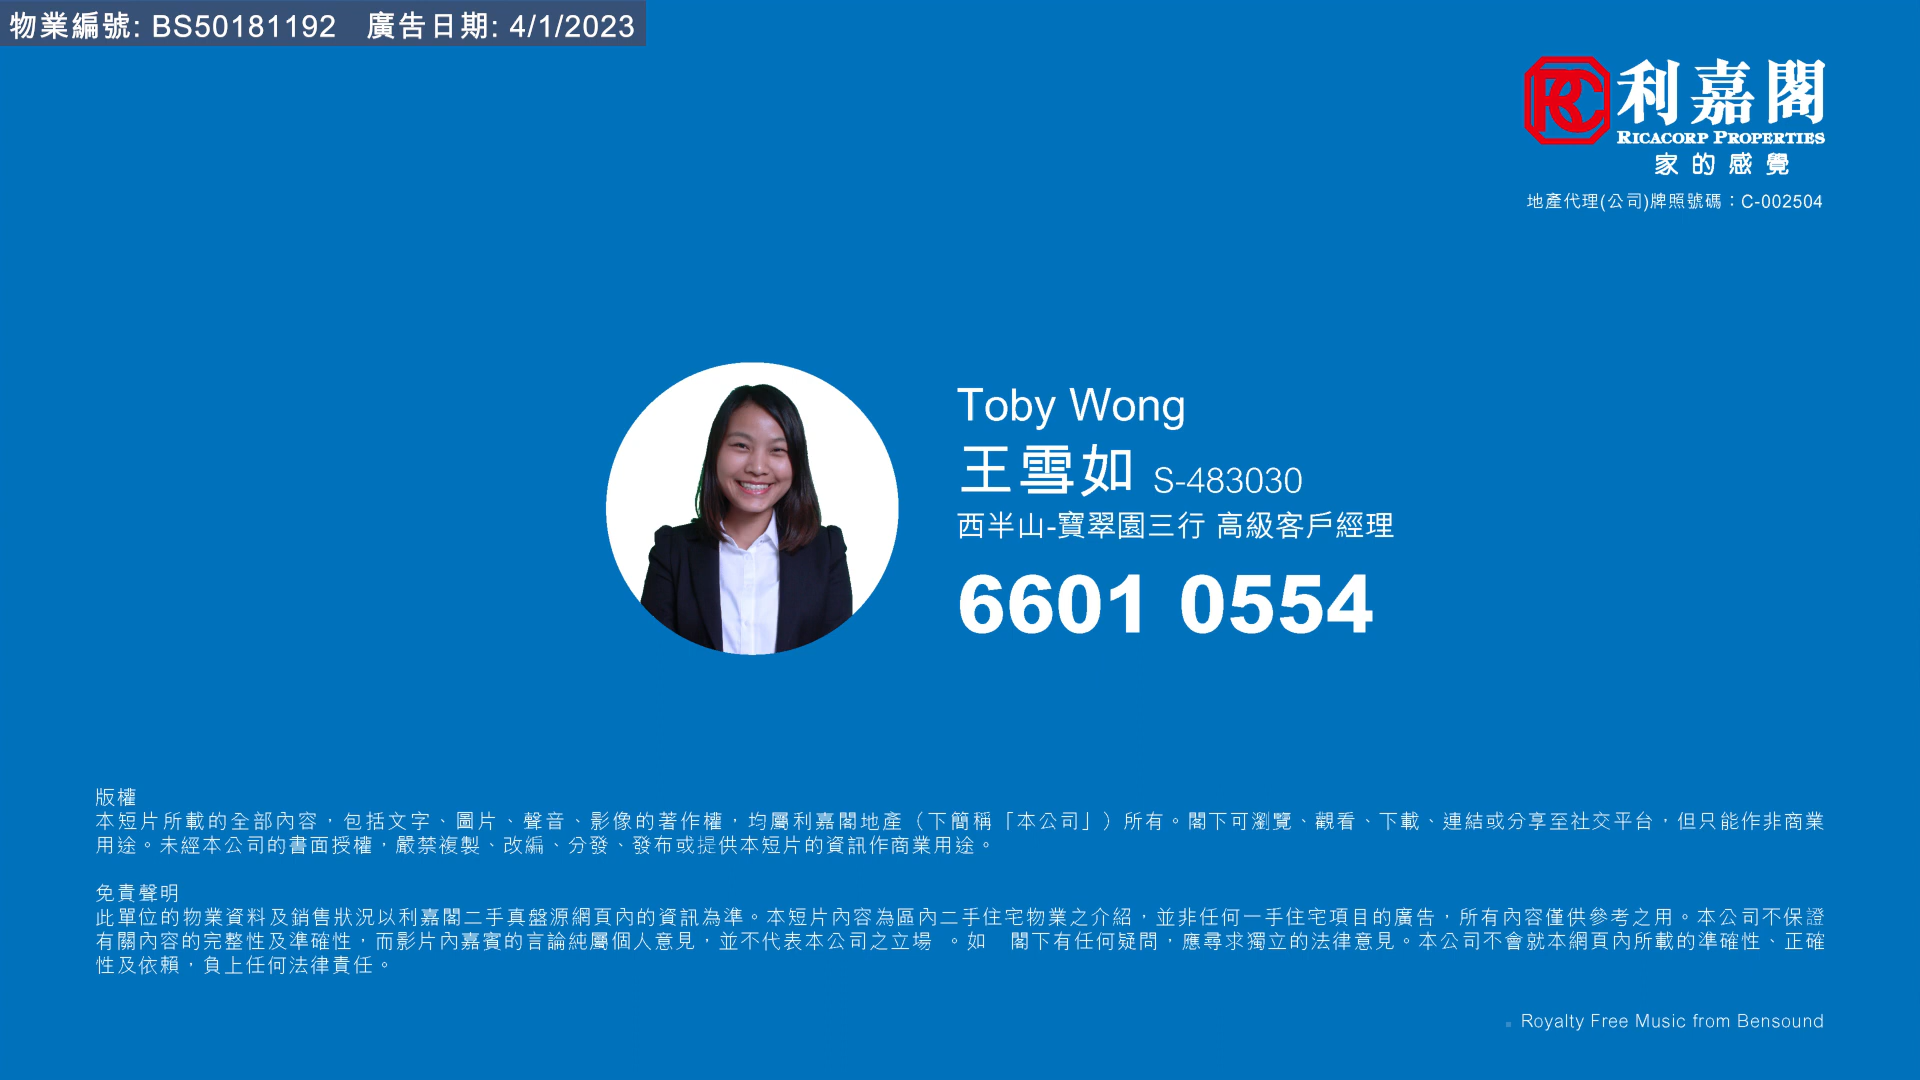 物業編號: BS50181192 廣告日期: 4/1/2023
RC 利嘉閣
RICACORP PROPERTIES
家的感覺
地產代理(公司)牌照號碼：C-002504
Toby Wong
王雪如 S-483030
西半山-寶翠園三行 高級客戶經理
6601 0554
版權
本短片所載的全部內容，包括文字、圖片、聲音、影像的著作權，均屬利嘉閣地產（下簡稱「本公司」）所有。閣下可瀏覽、觀看、下載、連結或分享至社交平台，但只能作非商業
用途。未經本公司的書面授權，嚴禁複製、改編、分發、發布或提供本短片的資訊作商業用途。
免責聲明
此單位的物業資料及銷售狀況以利嘉閣二手真盤源網頁內的資訊為準。本短片內容為區內二手住宅物業之介紹，並非任何一手住宅項目的廣告，所有內容僅供參考之用。本公司不保證
有關內容的完整性及準確性，而影片內嘉賓的言論純屬個人意見，並不代表本公司之立場 。如 閣下有任何疑問，應尋求獨立的法律意見。本公司不會就本網頁內所載的準確性、正確
性及依賴，負上任何法律責任。
Royalty Free Music from Bensound